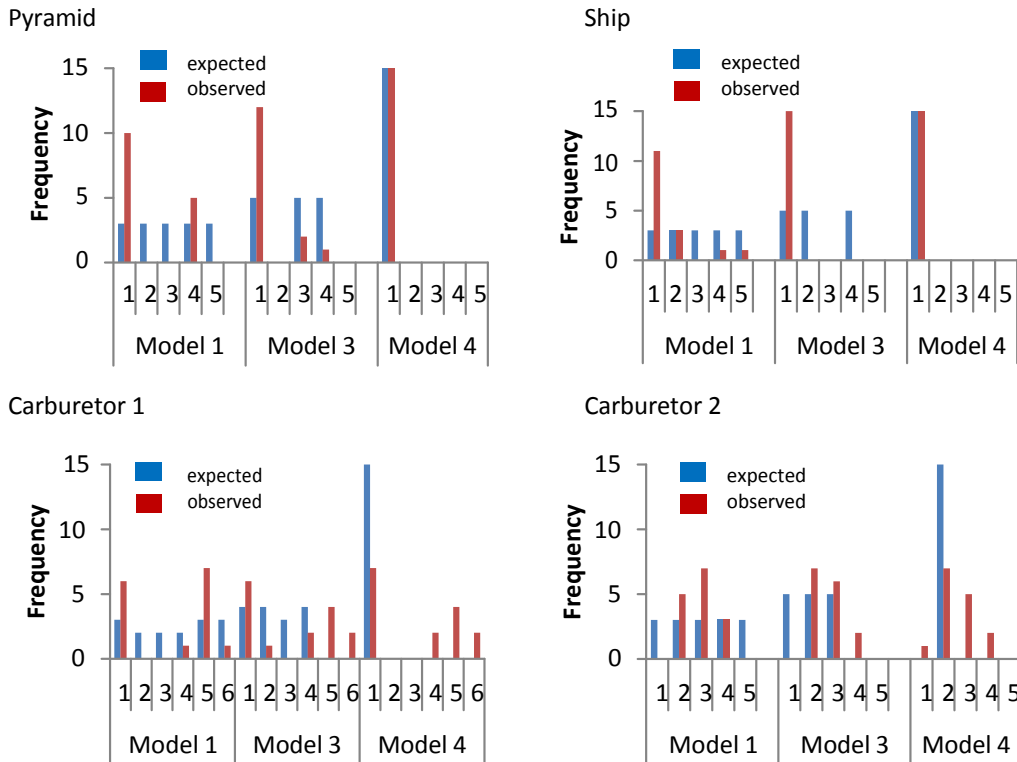 Pyramid
expected
observed
Frequency
15
10
5
0
1 2 3 4 5 1 2 3 4 5 1 2 3 4 5
Model 1 Model 3 Model 4
Ship
expected
observed
Frequency
15
10
5
0
1 2 3 4 5 1 2 3 4 5 1 2 3 4 5
Model 1 Model 3 Model 4
Carburetor 1
expected
observed
Frequency
15
10
5
0
1 2 3 4 5 6 1 2 3 4 5 6 1 2 3 4 5 6
Model 1 Model 3 Model 4
Carburetor 2
expected
observed
Frequency
15
10
5
0
1 2 3 4 5 1 2 3 4 5 1 2 3 4 5
Model 1 Model 3 Model 4